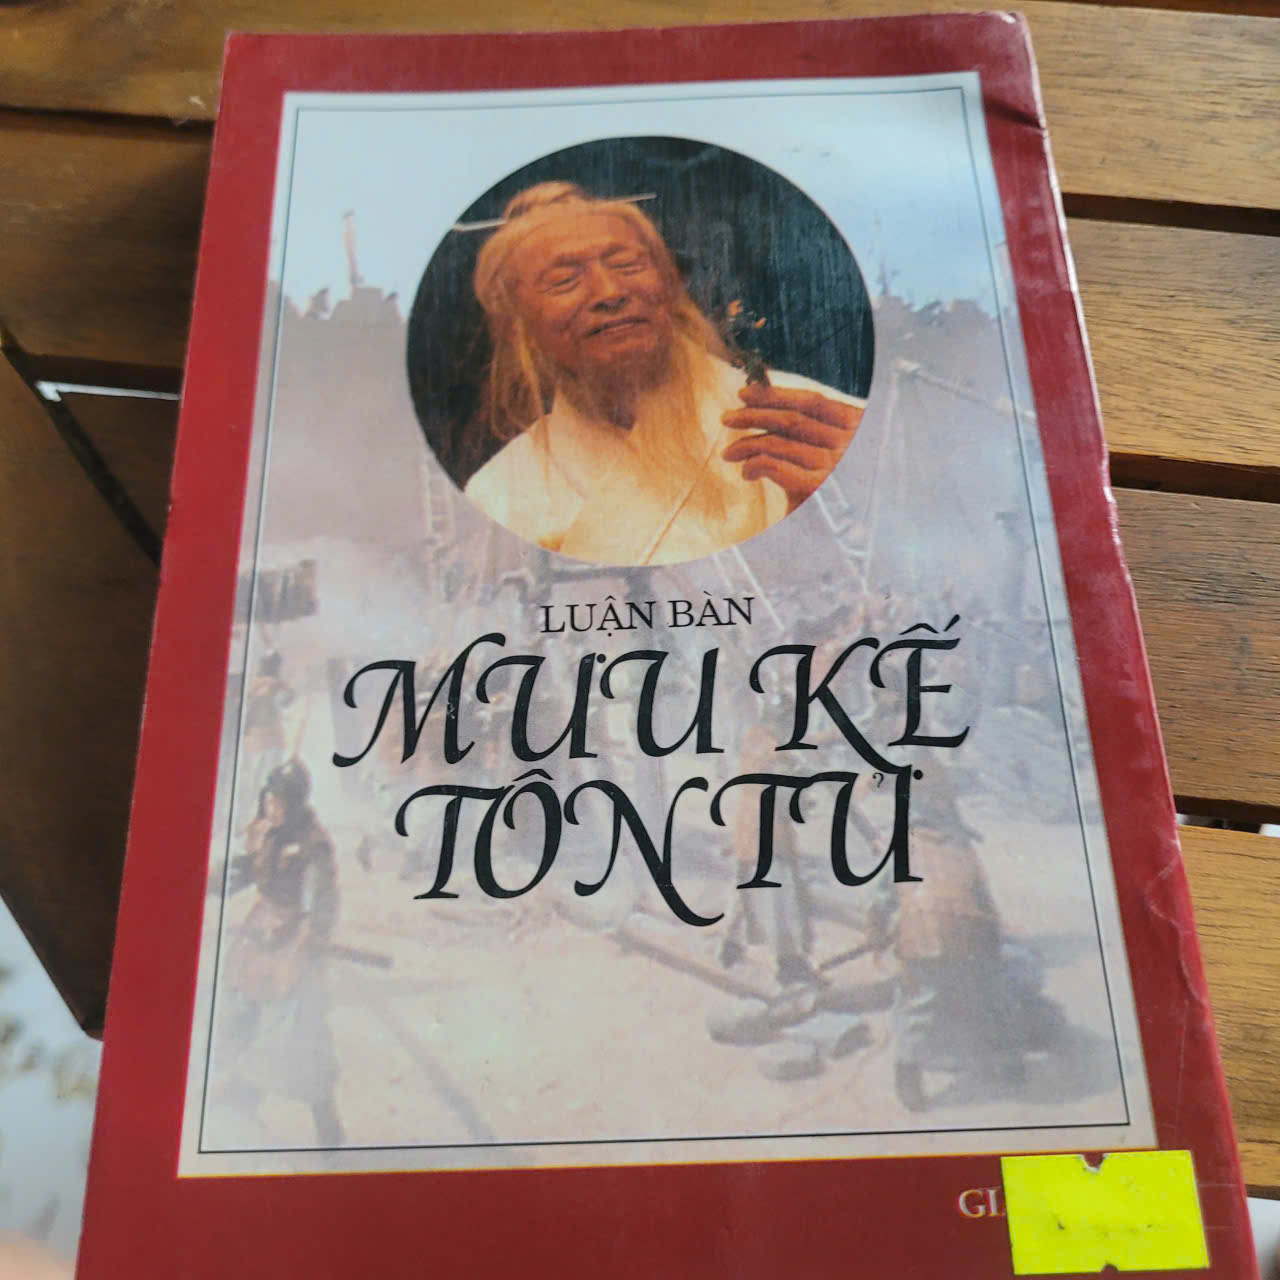 LUẬN BÀN
MƯU KẾ
TÔN TỬ